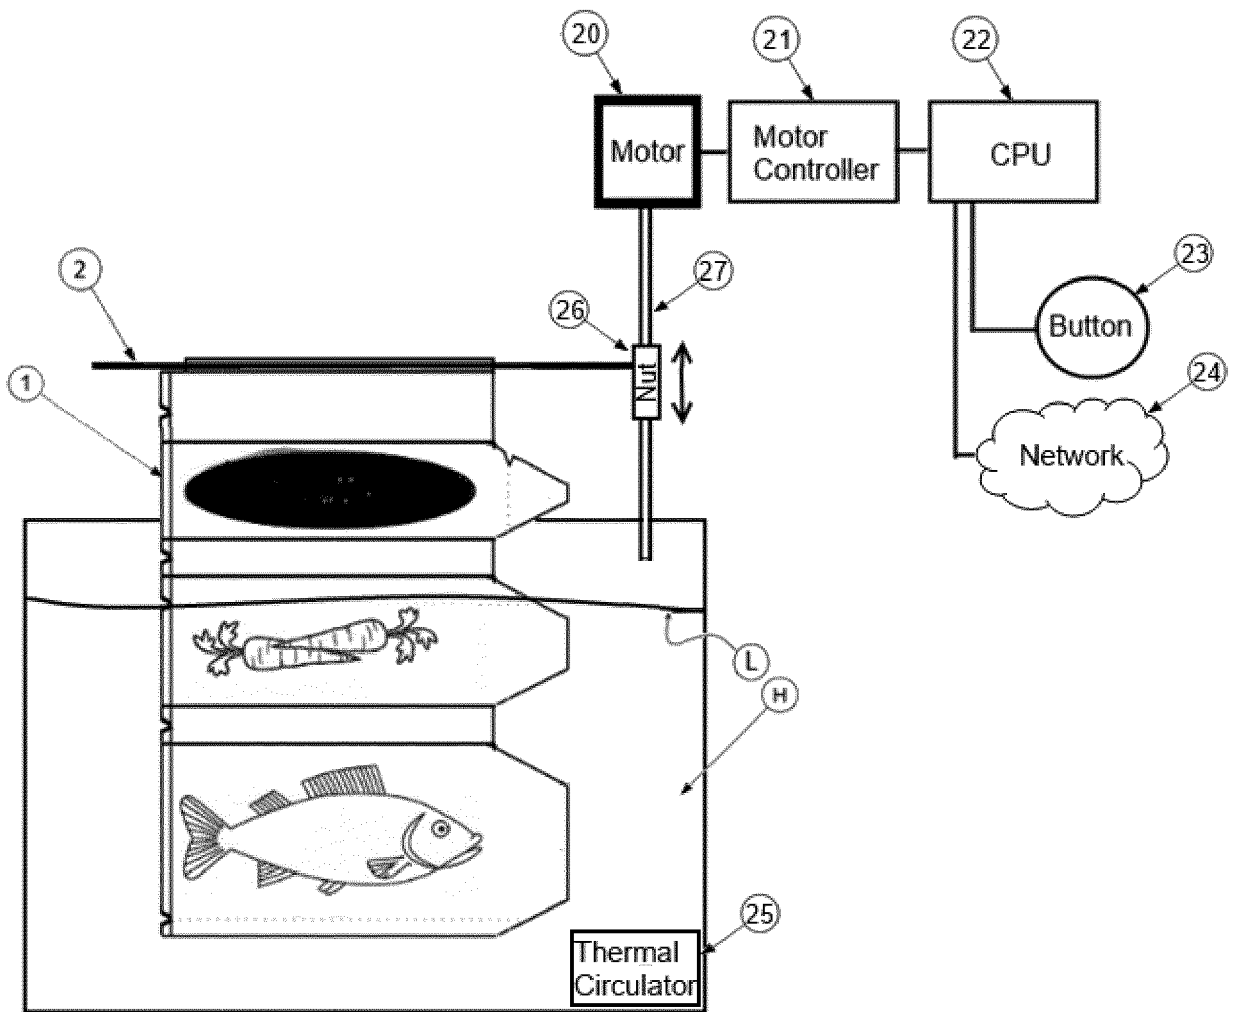 20
21
22
Motor
Motor
Controller
CPU
2
27
23
26
Button
1
Nut
24
Network
L
H
25
Thermal
Circulator